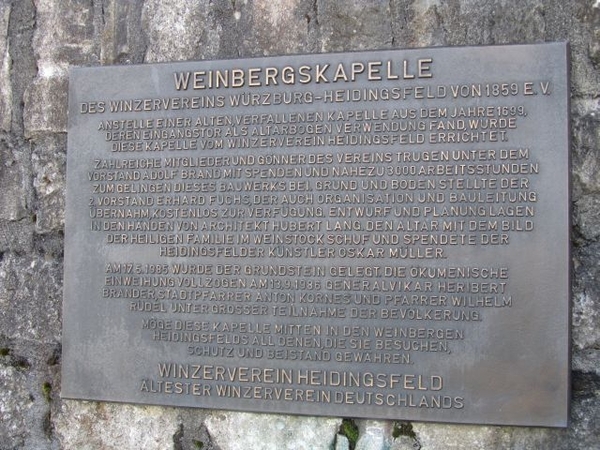 WEINBERGSKAPELLE
DES WINZERVEREINS WÜRZBURG-HEIDINGSFELD VON 1859 E.V.
ANSTELLE EINER ALTEN, VERFALLENEN KAPELLE AUS DEM JAHRE 1699,
DEREN EINGANGSTOR ALS ALTARBOGEN VERWENDUNG FAND, WURDE
DIESE KAPELLE VOM WINZERVEREIN HEIDINGSFELD ERRICHTET.
ZAHLREICHE MITGLIEDER UND GÖNNER DES VEREINS TRUGEN UNTER DEM
VORSTAND ADOLF BRAND MIT SPENDEN UND NAHEZU 3000 ARBEITSSTUNDEN
ZUM GELINGEN DIESES BAUWERKS BEI. GRUND UND BODEN STELLTE DER
2. VORSTAND ERHARD FUCHS, DER AUCH ORGANISATION UND BAULEITUNG
ÜBERNAHM KOSTENLOS ZUR VERFÜGUNG. ENTWURF UND PLANUNG LAGEN
IN DEN HÄNDEN VON ARCHITEKT HUBERT LANG. DEN ALTAR MIT DEM BILD
DER HEILIGEN FAMILIE IM WEINSTOCK SCHUF UND SPENDETE DER
HEIDINGSFELDER KÜNSTLER OSKAR MÜLLER.
AM 17.5.1985 WURDE DER GRUNDSTEIN GELEGT. DIE ÖKUMENISCHE
EINWEIHUNG VOLLZOGEN AM 13.9.1986 GENERALVIKAR HERIBERT
BRANDER, STADTPFARRER ANTON KORNES UND PFARRER WILHELM
RÜDEL UNTER GROSSER TEILNAHME DER BEVÖLKERUNG.
MÖGE DIESE KAPELLE MITTEN IN DEN WEINBERGEN
HEIDINGSFELDS ALL DENEN, DIE SIE BESUCHEN,
SCHUTZ UND BEISTAND GEWÄHREN.
WINZERVEREIN HEIDINGSFELD
ÄLTESTER WINZERVEREIN DEUTSCHLANDS